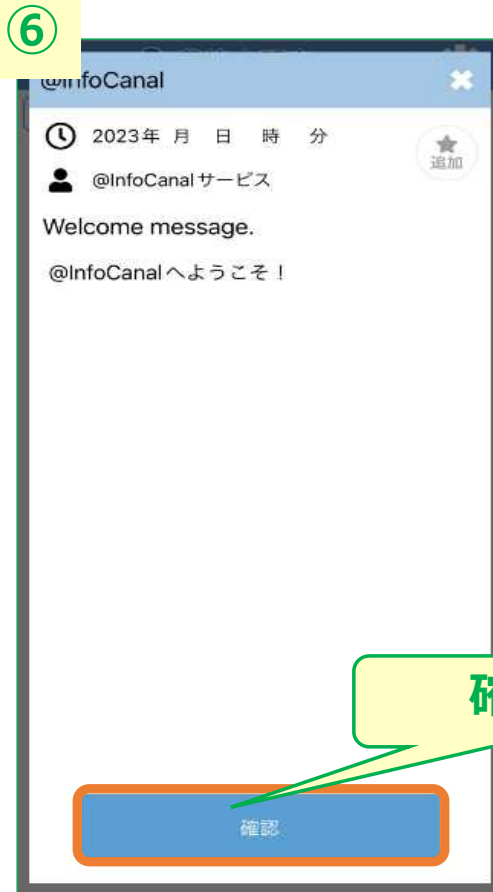 ⑥
@InfoCanal
2023年 月 日 時 分
追加
@InfoCanalサービス
Welcome message.
@InfoCanalへようこそ！
確
確認